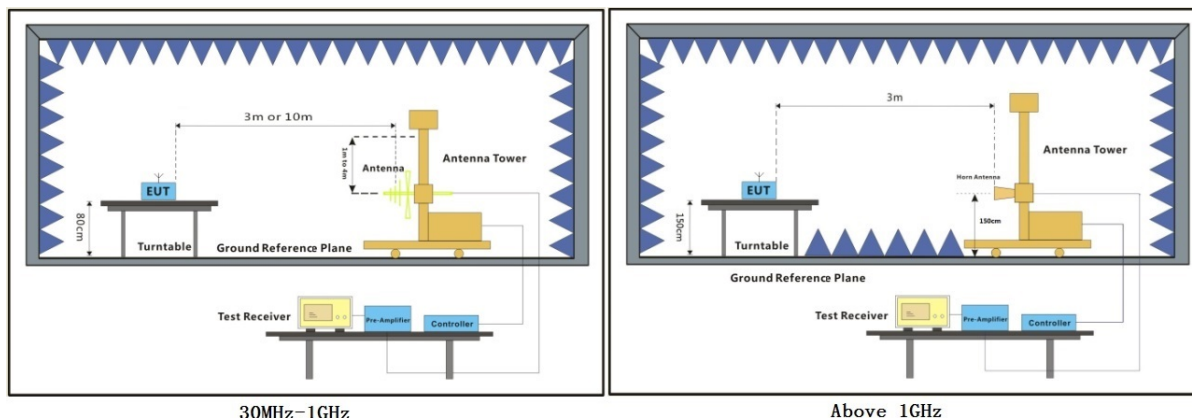 3m or 10m
1m to 4m
Antenna
Antenna Tower
EUT
80cm
Turntable
Ground Reference Plane
Test Receiver
Pre-Amplifier
Controller
30MHz-1GHz
3m
Antenna Tower
Horn Antenna
EUT
150cm
150cm
Turntable
Ground Reference Plane
Test Receiver
Pre-Amplifier
Controller
Above 1GHz